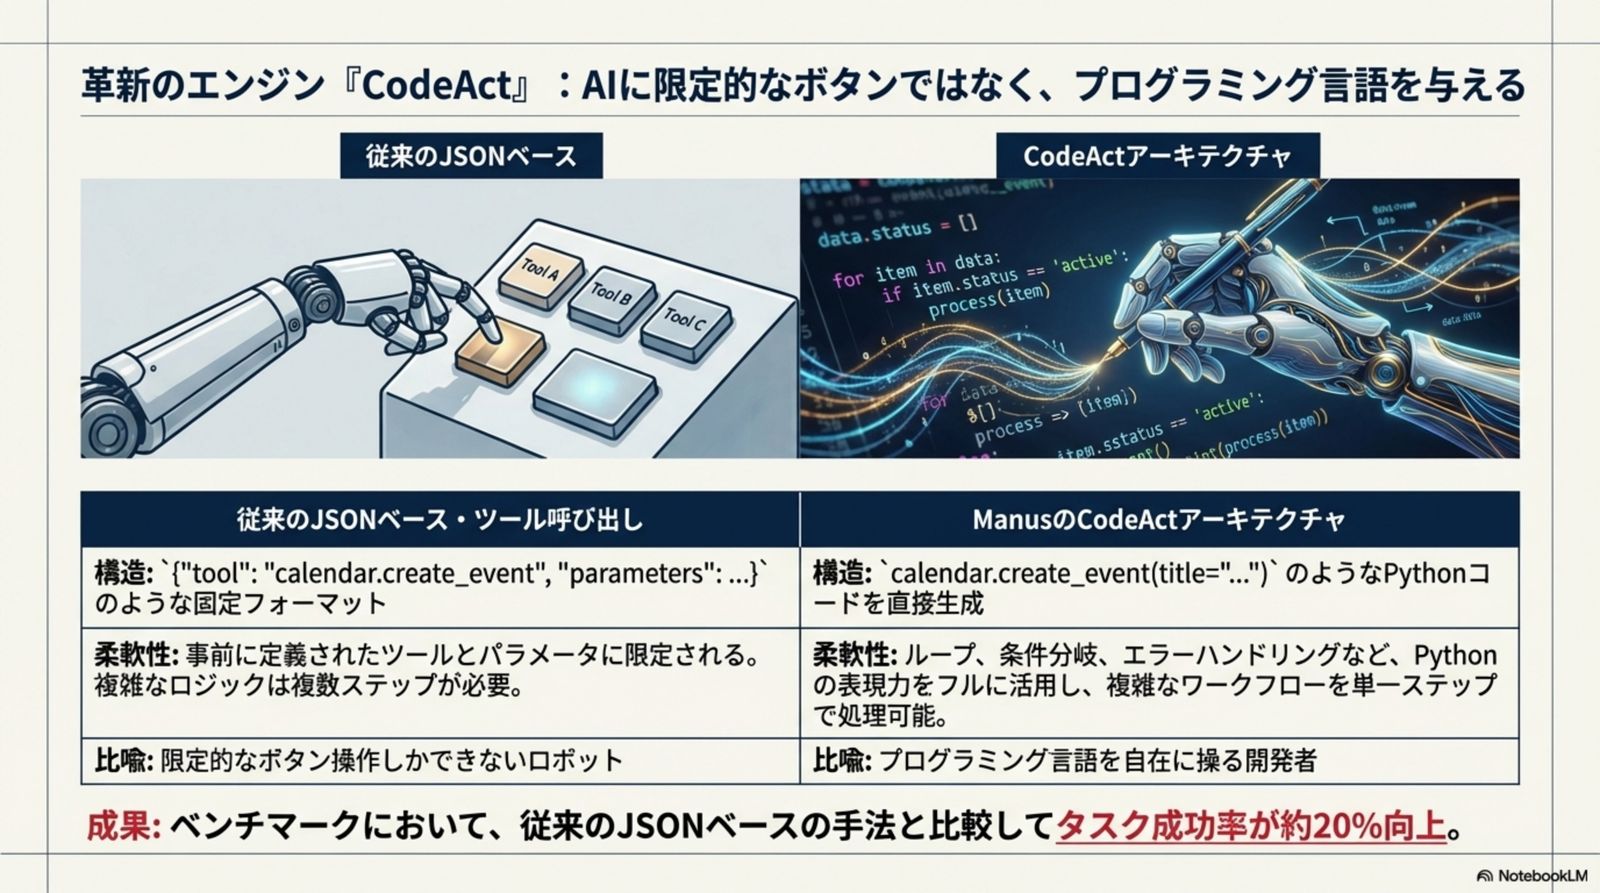 革新のエンジン『CodeAct』：AIに限定的なボタンではなく、プログラミング言語を与える
従来のJSONベース
CodeActアーキテクチャ
Tool A
Tool B
Tool C
data.status = []
for item in data:
if item.status == 'active':
process(item)
for data
process => [item})
item.sstatus == 'active':
(process(item))
従来のJSONベース・ツール呼び出し
ManusのCodeActアーキテクチャ
構造: `{"tool": "calendar.create_event", "parameters": ...}`
のような固定フォーマット
構造: `calendar.create_event(title="...")` のようなPythonコ
ードを直接生成
柔軟性: 事前に定義されたツールとパラメータに限定される。
複雑なロジックは複数ステップが必要。
柔軟性: ループ、条件分岐、エラーハンドリングなど、Python
の表現力をフルに活用し、複雑なワークフローを単一ステップ
で処理可能。
比喩: 限定的なボタン操作しかできないロボット
比喩: プログラミング言語を自在に操る開発者
成果: ベンチマークにおいて、従来のJSONベースの手法と比較してタスク成功率が約20%向上。
NotebookLM